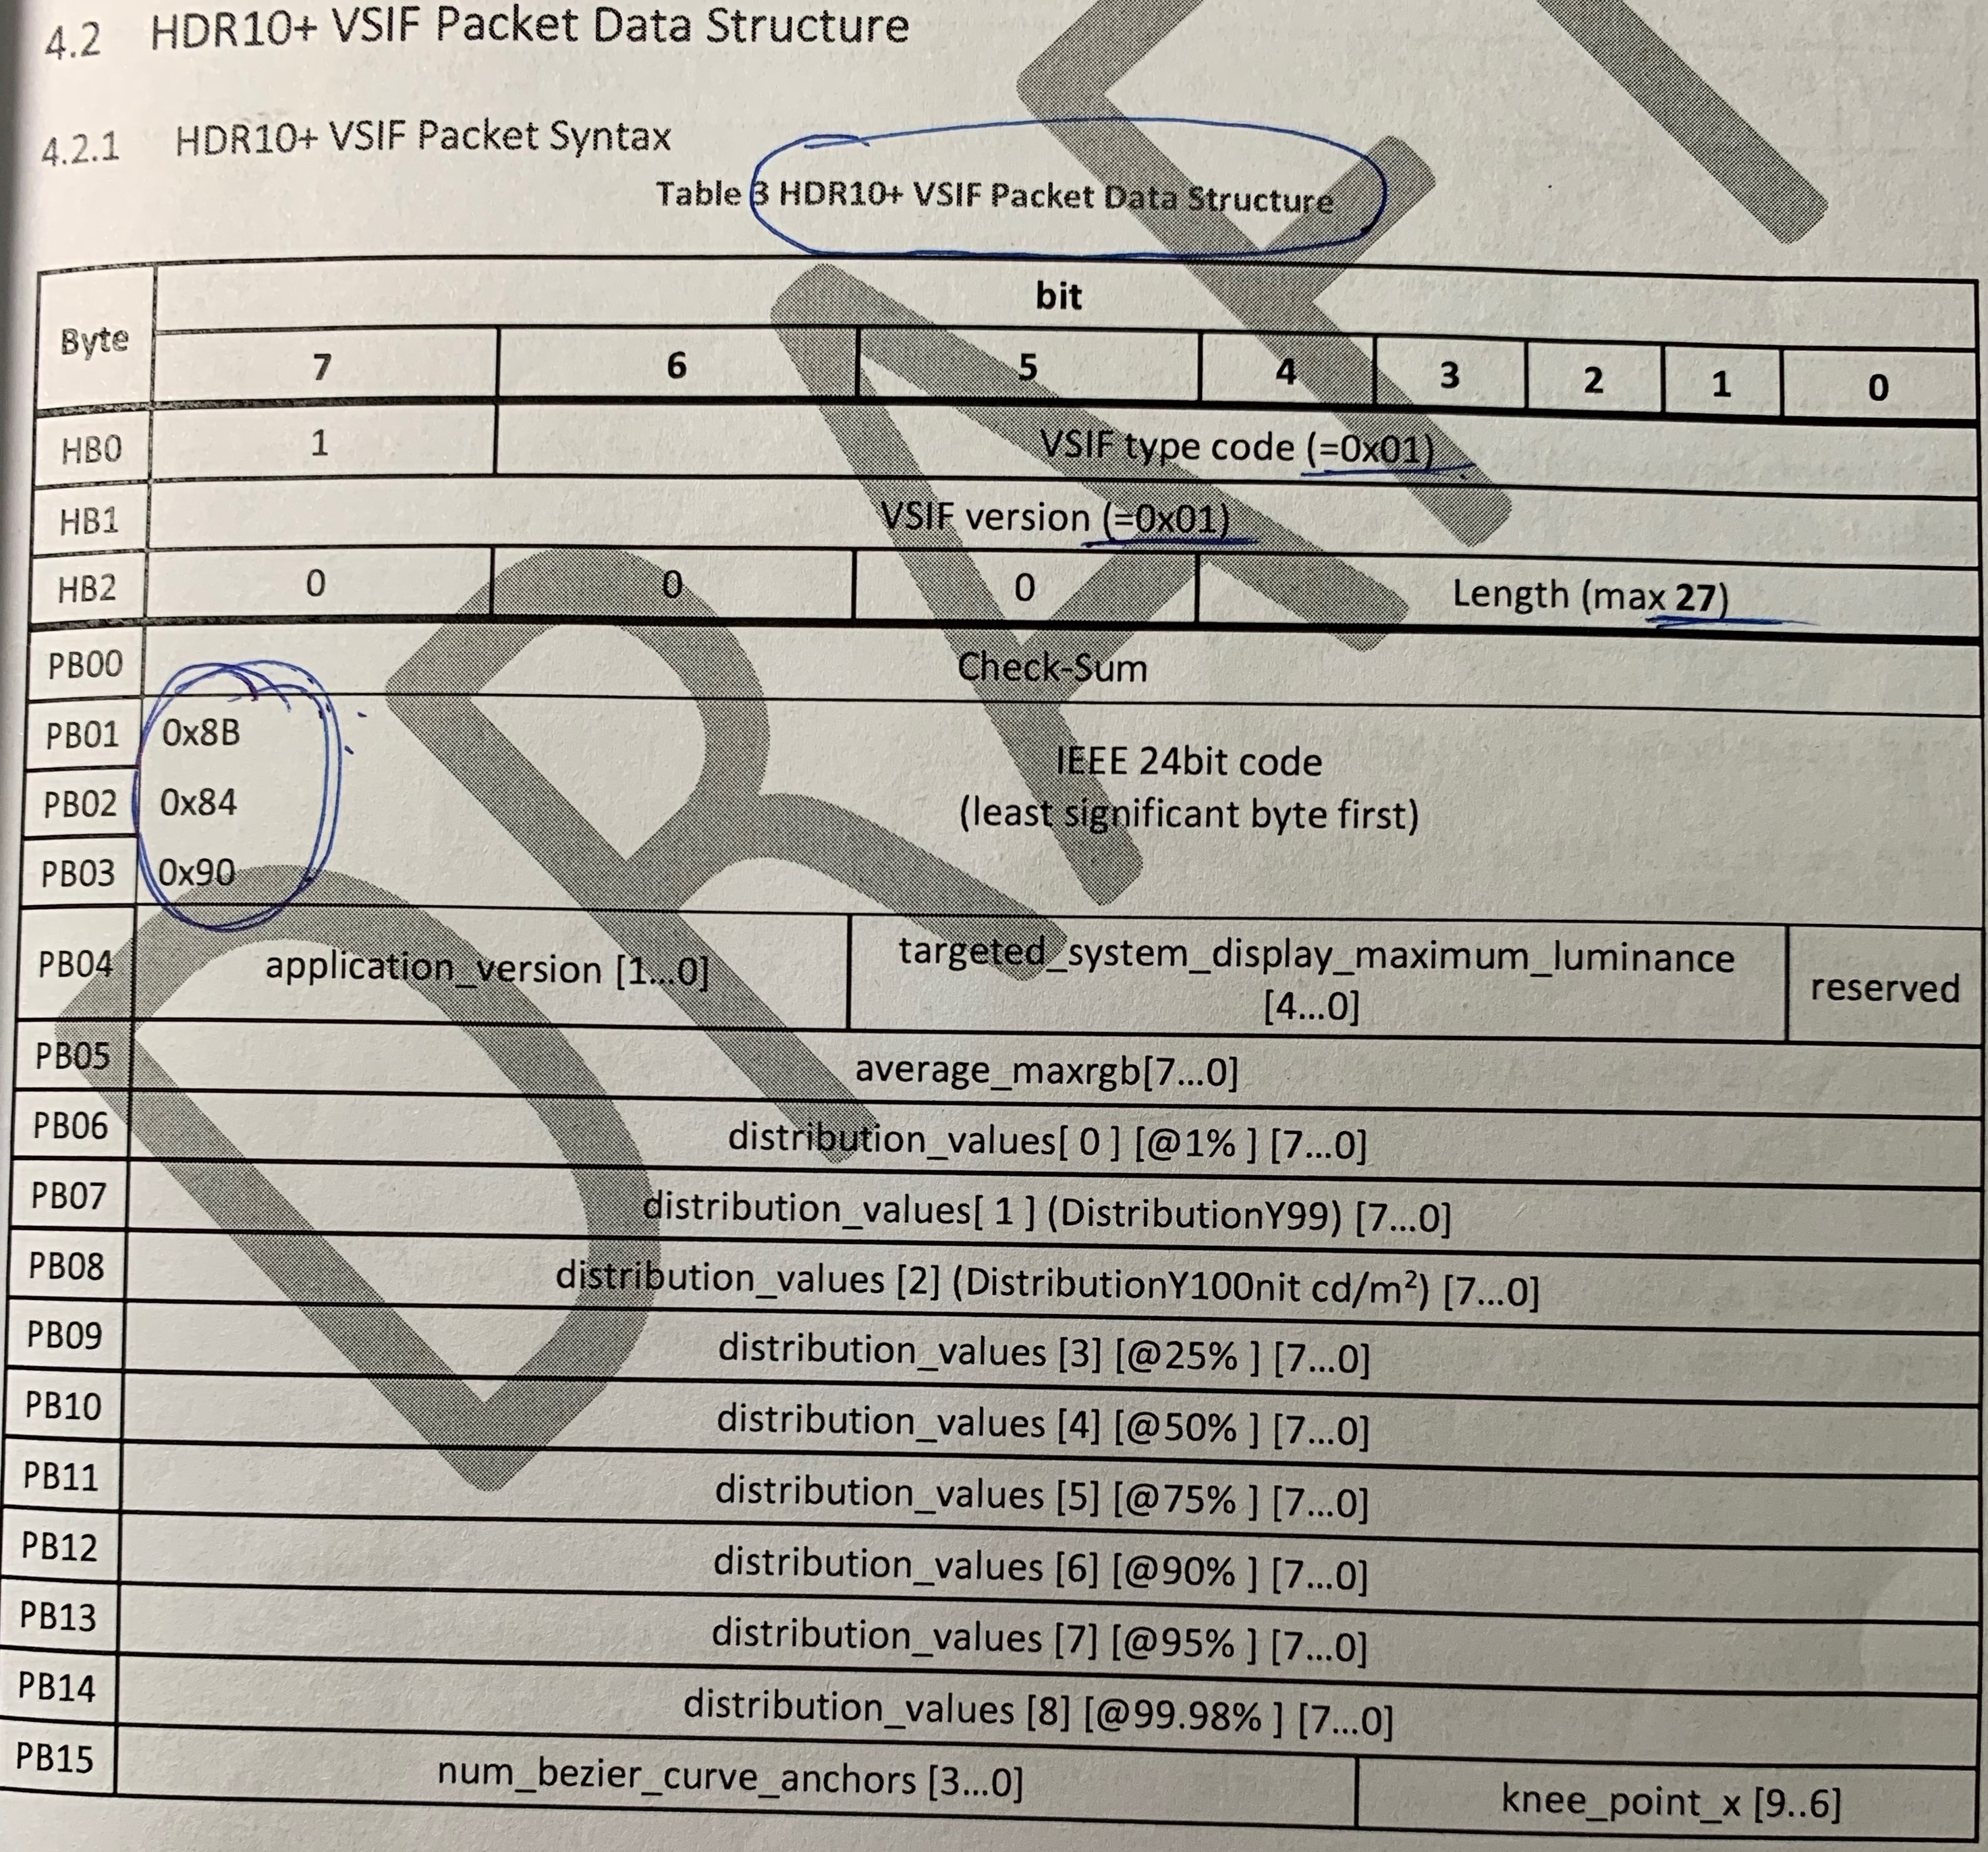 4.2 HDR10+ VSIF Packet Data Structure
4.2.1 HDR10+ VSIF Packet Syntax
Table 3 HDR10+ VSIF Packet Data Structure
Byte bit
7 6 5 4 3 2 1 0
HB0 1 VSIF type code (=0x01)
HB1 VSIF version (=0x01)
HB2 0 0 0 Length (max 27)
PB00 Check-Sum
PB01 0x8B IEEE 24bit code
PB02 0x84 (least significant byte first)
PB03 0x90
PB04 application_version [1...0] targeted_system_display_maximum_luminance
[4...0] reserved
PB05 average_maxrgb[7...0]
PB06 distribution_values[ 0 ] [@1% ] [7...0]
PB07 distribution_values[ 1 ] (DistributionY99) [7...0]
PB08 distribution_values [2] (DistributionY100nit cd/m²) [7...0]
PB09 distribution_values [3] [@25% ] [7...0]
PB10 distribution_values [4] [@50% ] [7...0]
PB11 distribution_values [5] [@75% ] [7...0]
PB12 distribution_values [6] [@90% ] [7...0]
PB13 distribution_values [7] [@95% ] [7...0]
PB14 distribution_values [8] [@99.98% ] [7...0]
PB15 num_bezier_curve_anchors [3...0] knee_point_x [9..6]
DRAFT